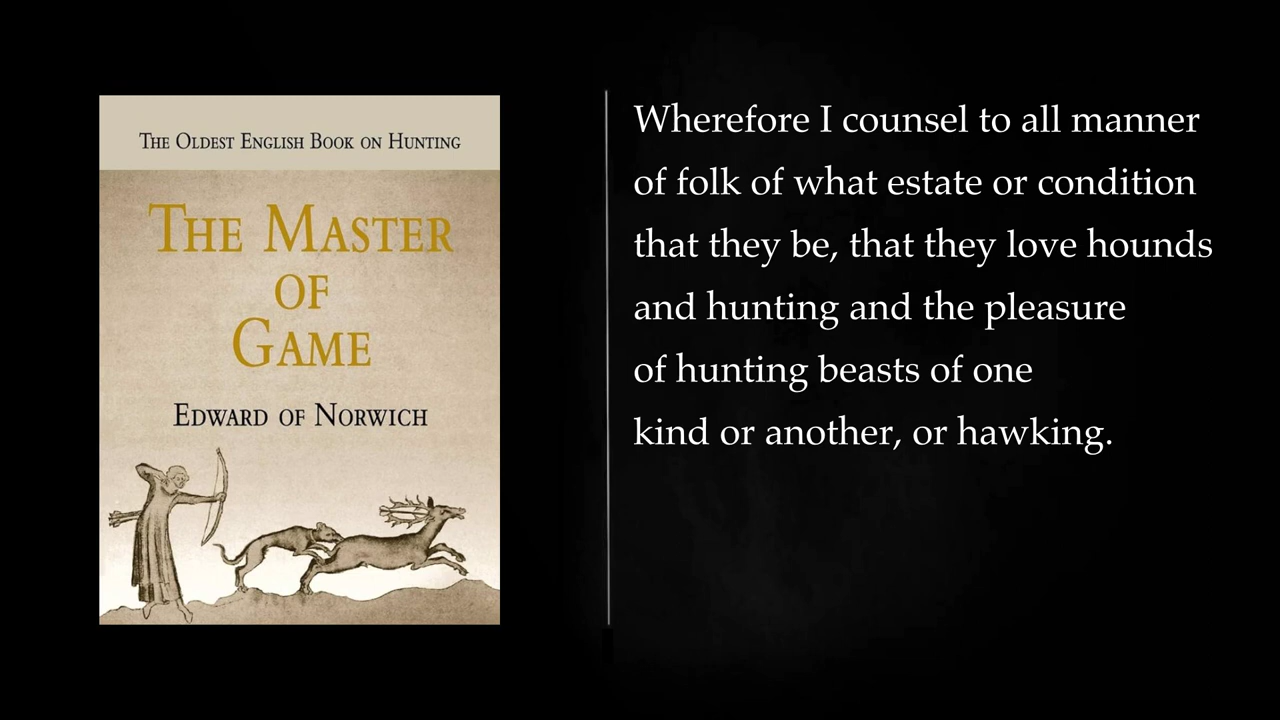 The Oldest English Book on Hunting
The Master
of
Game
Edward of Norwich
Wherefore I counsel to all manner
of folk of what estate or condition
that they be, that they love hounds
and hunting and the pleasure
of hunting beasts of one
kind or another, or hawking.